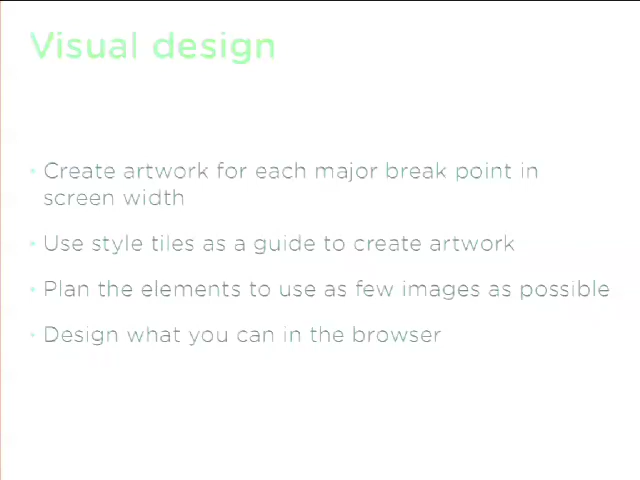 Visual design
• Create artwork for each major break point in
screen width
• Use style tiles as a guide to create artwork
• Plan the elements to use as few images as possible
• Design what you can in the browser